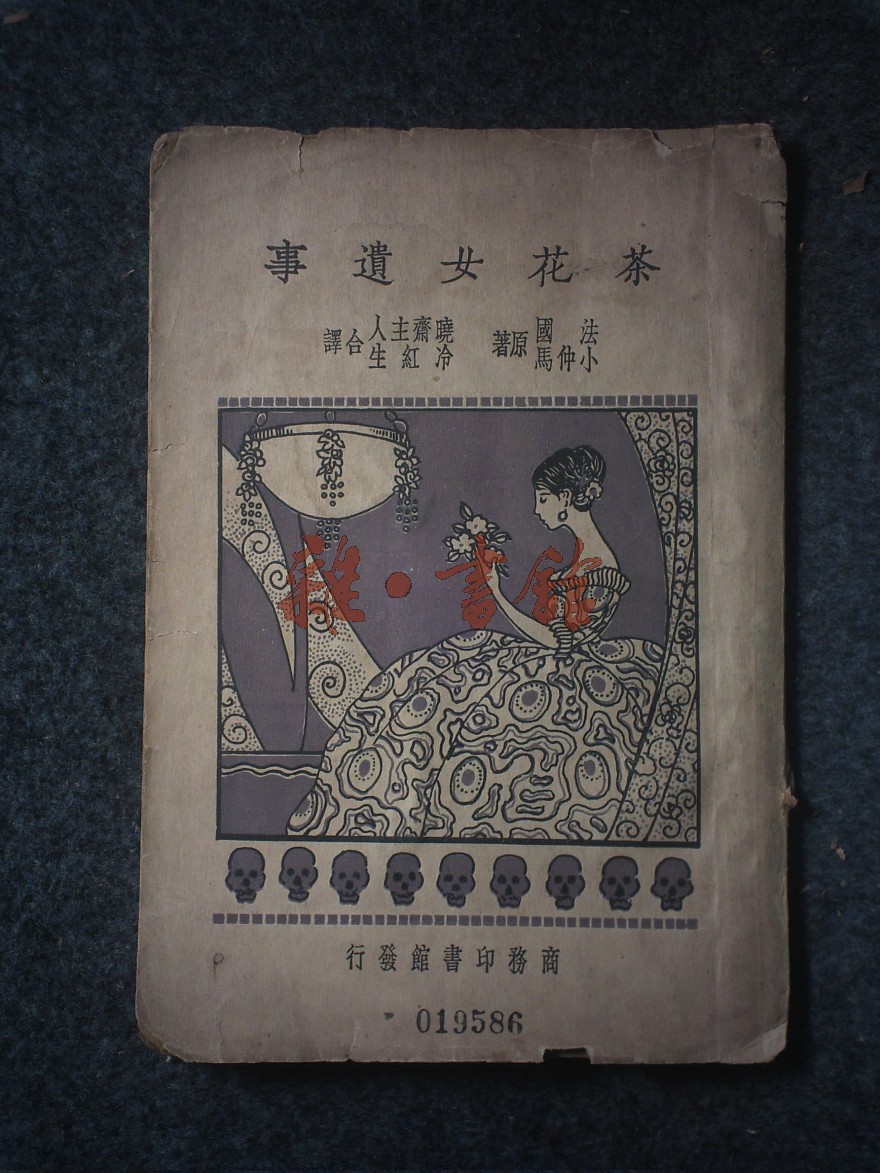 茶花女遺事
法國小仲馬原著
曉齋主人冷紅生合譯
雜·書館
商務印書館發行
019586